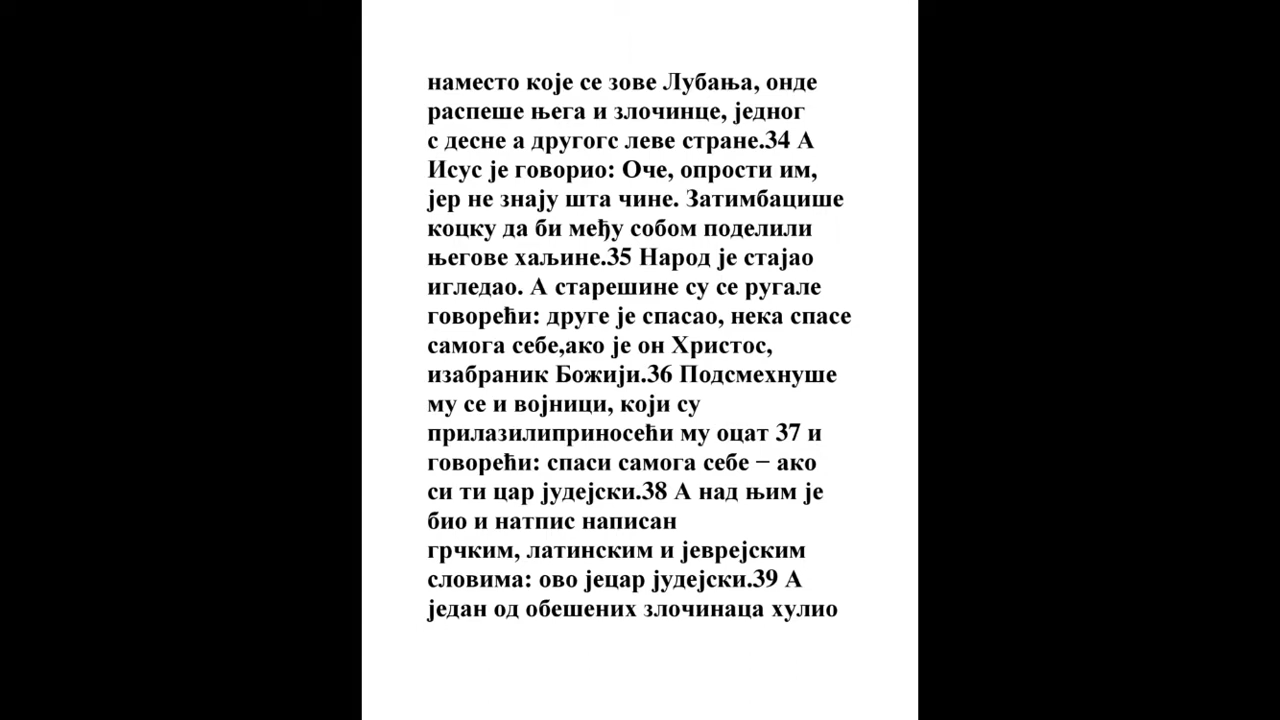 наместо које се зове Лубања, онде
распеше њега и злочинце, једног
с десне а другогс леве стране.34 А
Исус је говорио: Оче, опрости им,
јер не знају шта чине. Затимбацише
коцку да би међу собом поделили
његове хаљине.35 Народ је стајао
игледао. А старешине су се ругале
говорећи: друге је спасао, нека спасе
самога себе,ако је он Христос,
изабраник Божији.36 Подсмехнуше
му се и војници, који су
прилазилиприносећи му оцат 37 и
говорећи: спаси самога себе − ако
си ти цар јудејски.38 А над њим је
био и натпис написан
грчким, латинским и јеврејским
словима: ово јецар јудејски.39 А
један од обешених злочинаца хулио